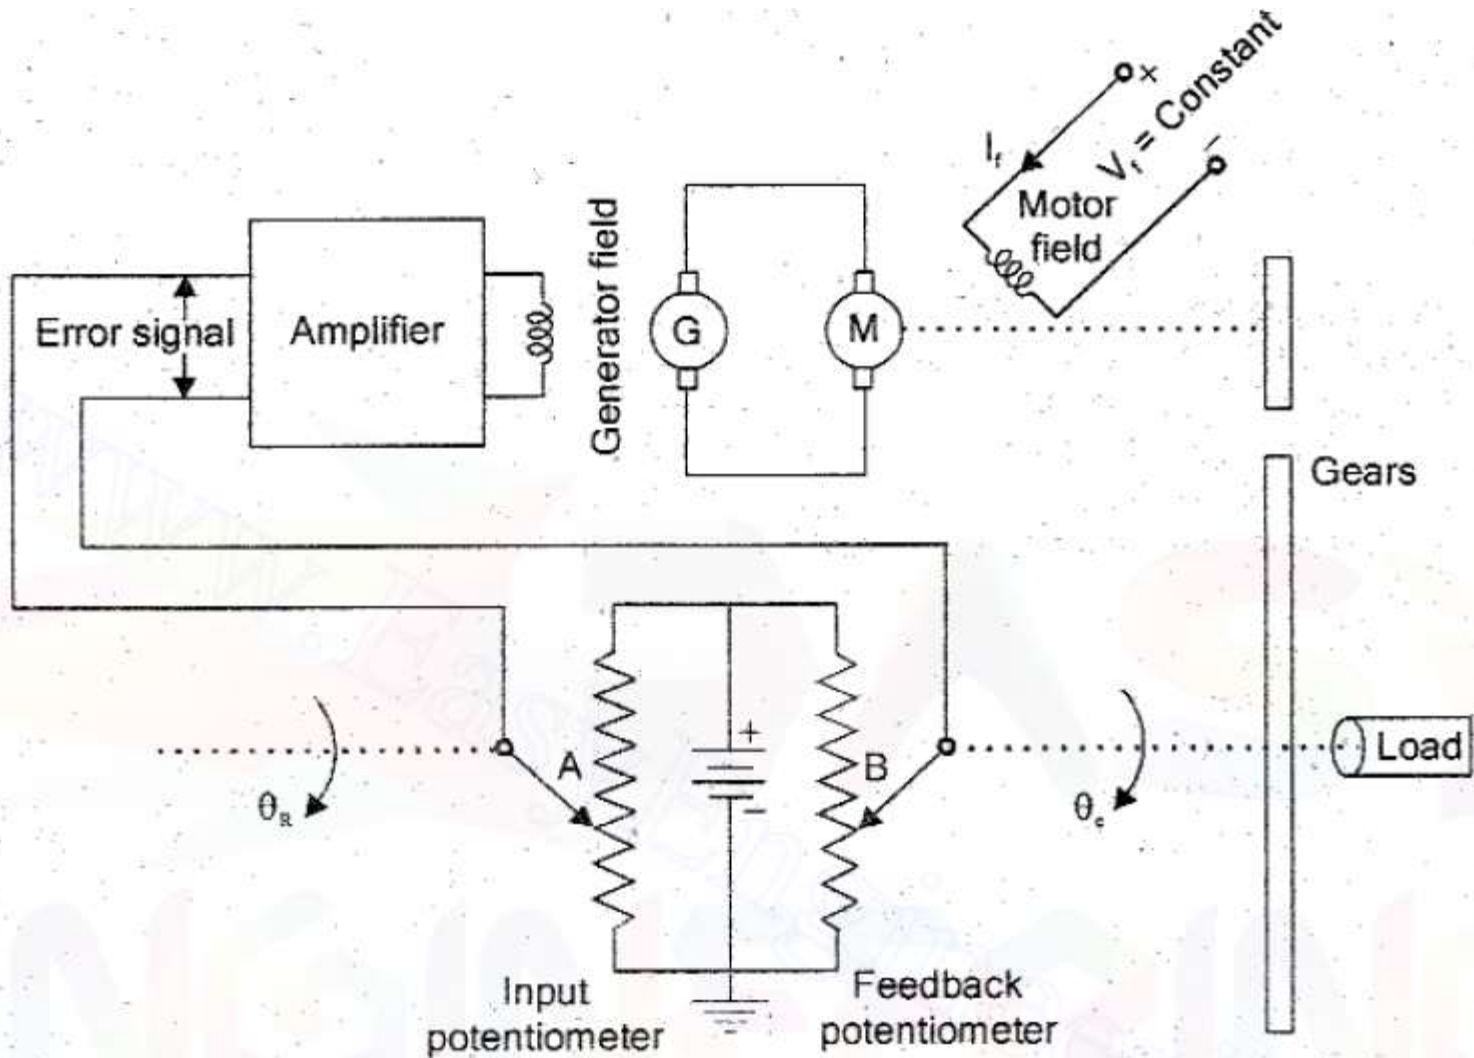 I_f
+
V_f = Constant
−
Motor
field
Generator field
Error signal
Amplifier
G
M
Gears
A
+
−
B
θ_R
θ_c
Load
Input
potentiometer
Feedback
potentiometer